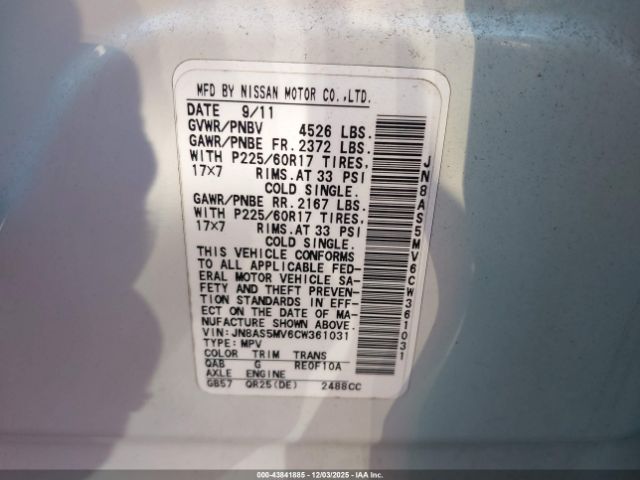 MFD BY NISSAN MOTOR CO.,LTD.
DATE 9/11
GVWR/PNBV 4526 LBS.
GAWR/PNBE FR. 2372 LBS.
WITH P225/60R17 TIRES,
17×7 RIMS.AT 33 PSI
COLD SINGLE.
GAWR/PNBE RR. 2167 LBS.
WITH P225/60R17 TIRES,
17×7 RIMS.AT 33 PSI
COLD SINGLE.
THIS VEHICLE CONFORMS
TO ALL APPLICABLE FED-
ERAL MOTOR VEHICLE SA-
FETY AND THEFT PREVEN-
TION STANDARDS IN EFF-
ECT ON THE DATE OF MA-
NUFACTURE SHOWN ABOVE.
VIN: JN8AS5MV6CW361031
TYPE: MPV
COLOR TRIM TRANS
QAB G RE0F10A
AXLE ENGINE
GB57 QR25(DE) 2488CC
JN8AS5MV6CW361031
000-43841885 - 12/03/2025 - IAA Inc.